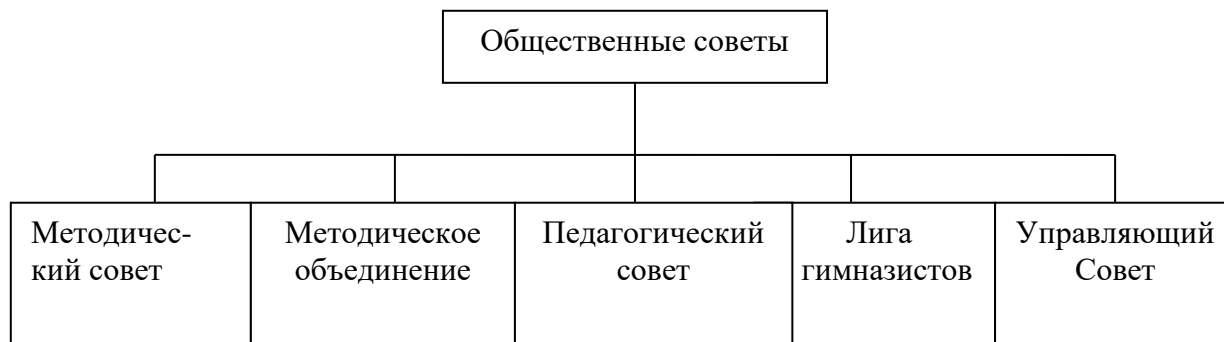 Общественные советы
Методичес-
кий совет
Методическое
объединение
Педагогический
совет
Лига
гимназистов
Управляющий
Совет